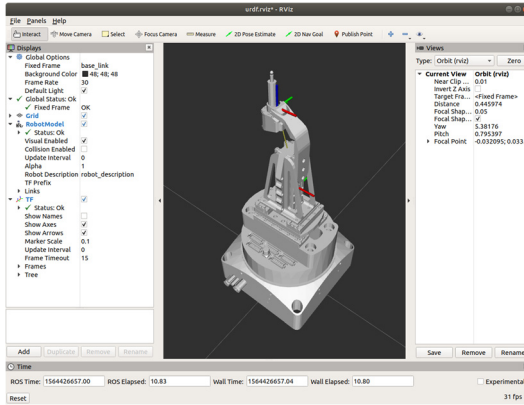 urdf.rviz* - RViz
File Panels Help
Interact Move Camera Select Focus Camera Measure 2D Pose Estimate 2D Nav Goal Publish Point
Displays
Global Options
Fixed Frame base_link
Background Color 48; 48; 48
Frame Rate 30
Default Light
Global Status: Ok
Fixed Frame OK
Grid
RobotModel
Status: Ok
Visual Enabled
Collision Enabled
Update Interval 0
Alpha 1
Robot Description robot_description
TF Prefix
Links
TF
Status: Ok
Show Names
Show Axes
Show Arrows
Marker Scale 0.1
Update Interval 0
Frame Timeout 15
Frames
Tree
Add Duplicate Remove Rename
Views
Type: Orbit (rviz) Zero
Current View Orbit (rviz)
Near Clip ... 0.01
Invert Z Axis
Target Fra... <Fixed Frame>
Distance 0.445974
Focal Shap... 0.05
Focal Shap...
Yaw 5.38176
Pitch 0.795397
Focal Point -0.032095; 0.033
Save Remove Rename
Time
ROS Time: 1564426657.00 ROS Elapsed: 10.83 Wall Time: 1564426657.04 Wall Elapsed: 10.80 Experimental
Reset 31 fps